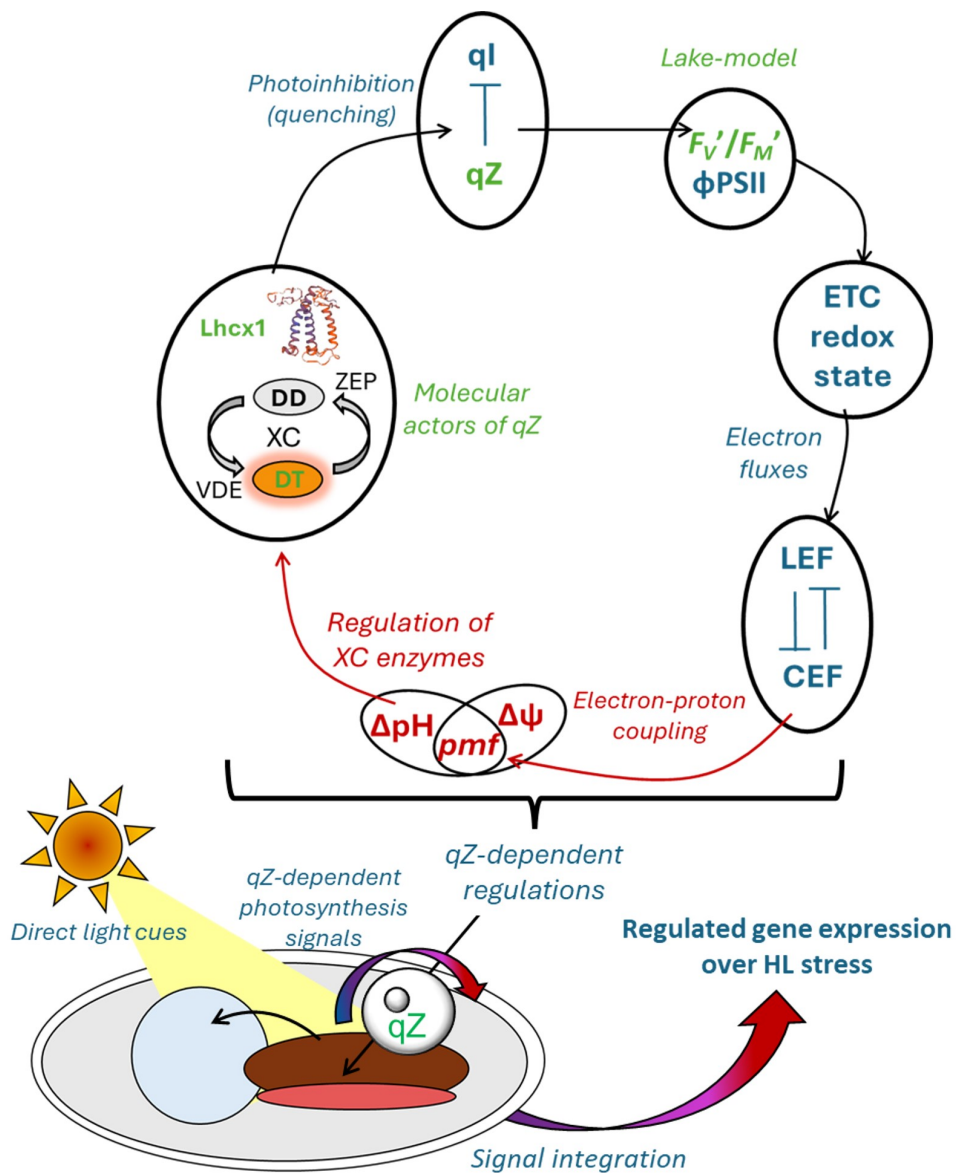 qI
Photoinhibition
(quenching)
qZ
Lake-model
FV’/FM’
ϕPSII
ETC
redox
state
Lhcx1
DD
ZEP
XC
VDE
DT
Molecular
actors of qZ
Electron
fluxes
LEF
CEF
Regulation of
XC enzymes
Electron-proton
coupling
ΔpH
pmf
Δψ
qZ-dependent
regulations
qZ-dependent
photosynthesis
signals
Direct light cues
qZ
Regulated gene expression
over HL stress
Signal integration